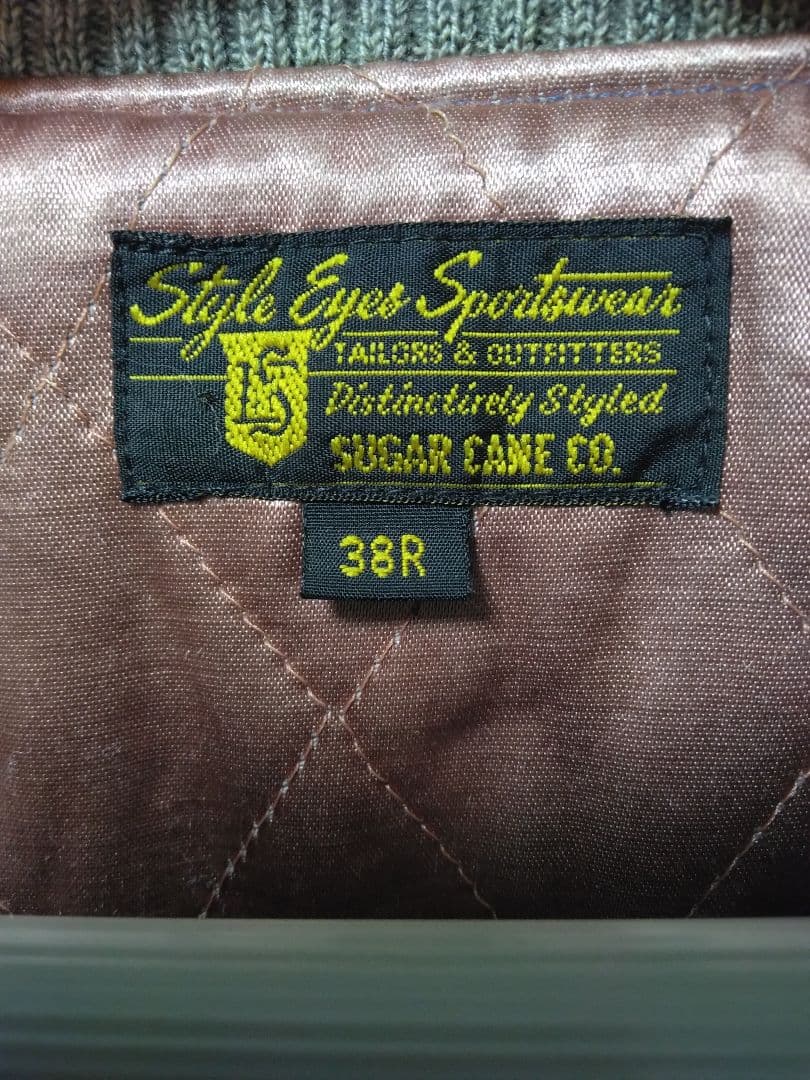 Style Eyes Sportswear
TAILORS & OUTFITTERS
Distinctively Styled
SUGAR CANE CO.
38R